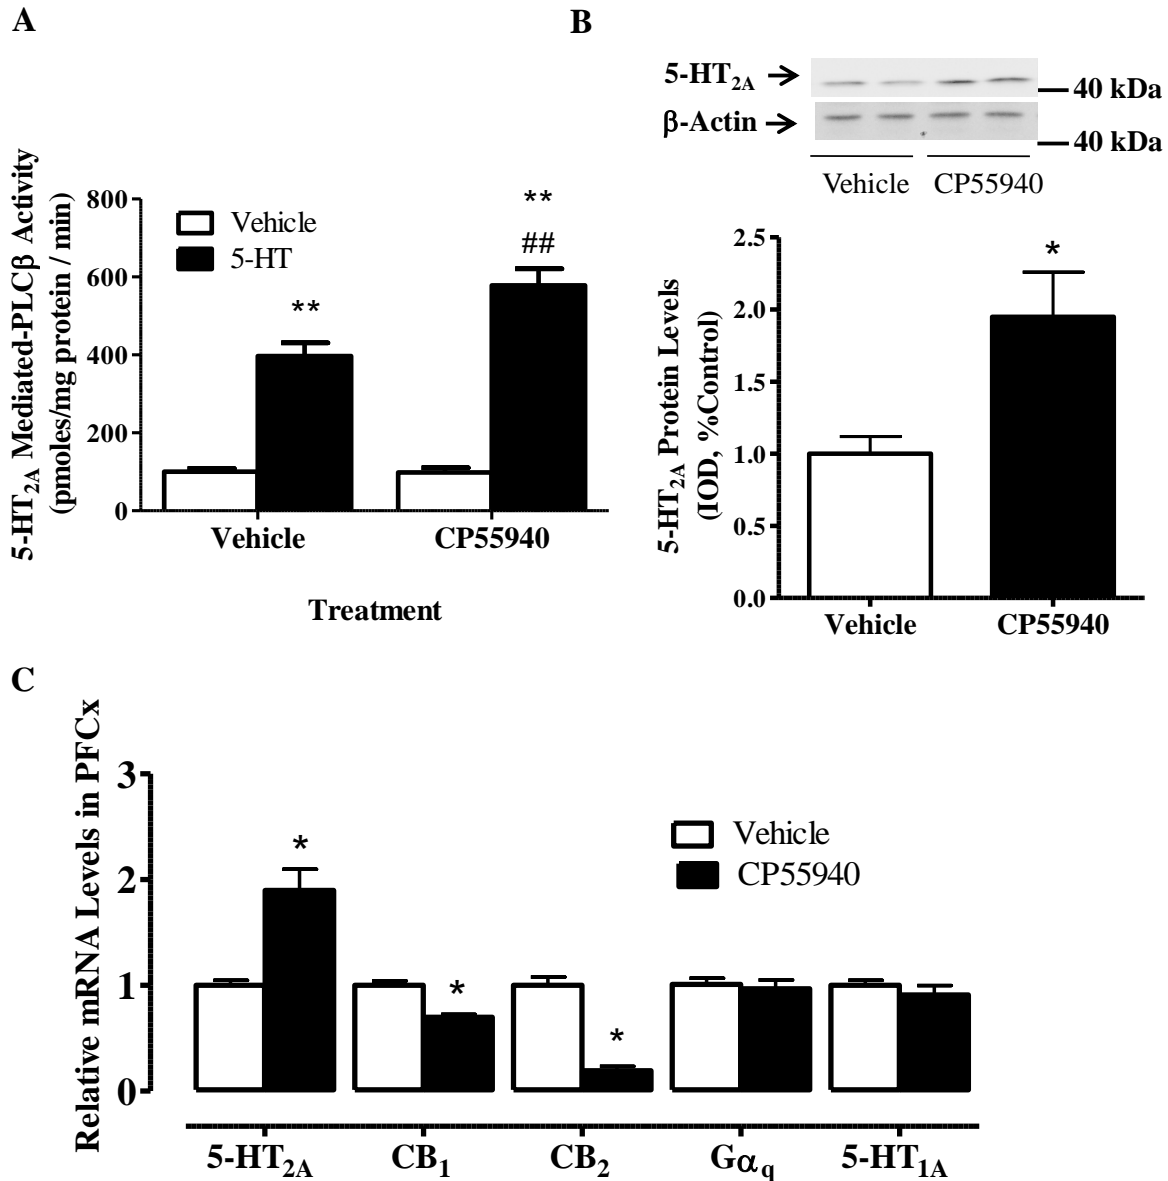 A
5-HT2A Mediated-PLCβ Activity
(pmoles/mg protein / min)
800
600
400
200
0
Vehicle
5-HT
**
**
##
Vehicle
CP55940
Treatment
B
5-HT2A
40 kDa
β-Actin
40 kDa
Vehicle
CP55940
5-HT2A Protein Levels
(IOD, %Control)
2.5
2.0
1.5
1.0
0.5
0.0
*
Vehicle
CP55940
C
Relative mRNA Levels in PFCx
3
2
1
0
Vehicle
CP55940
*
*
*
5-HT2A
CB1
CB2
Gαq
5-HT1A